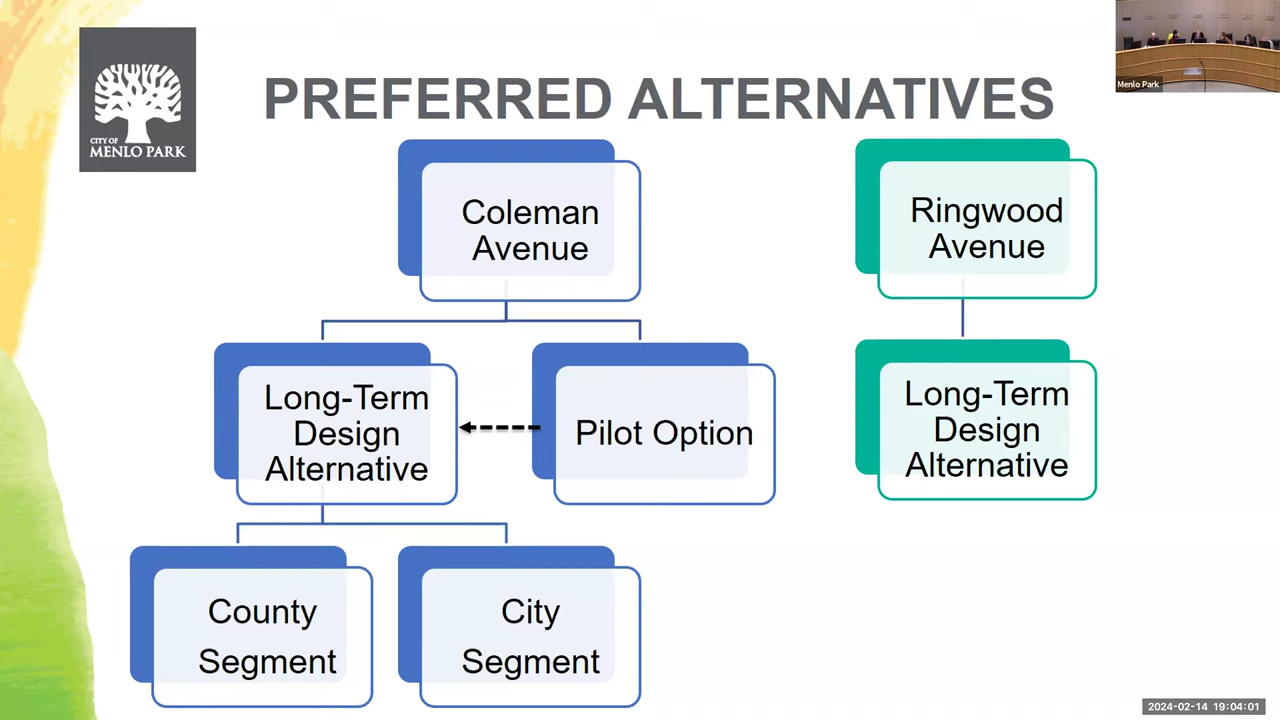 CITY OF
MENLO PARK
PREFERRED ALTERNATIVES
Menlo Park
Coleman
Avenue
Ringwood
Avenue
Long-Term
Design
Alternative
Pilot Option
Long-Term
Design
Alternative
County
Segment
City
Segment
2024-02-14 19:04:01